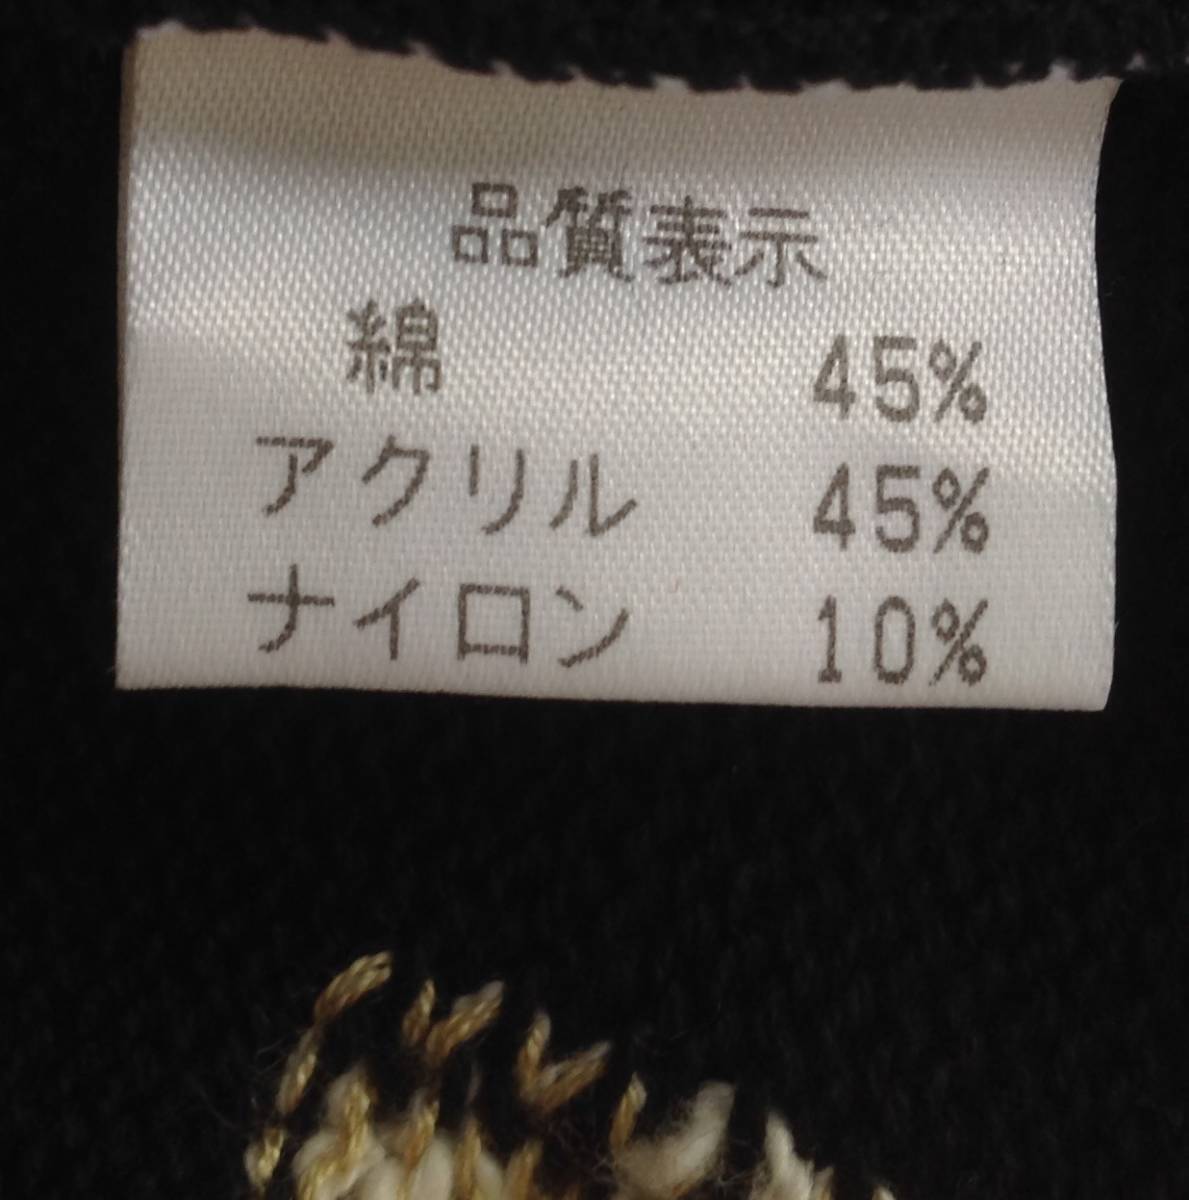 品質表示
綿 45%
アクリル 45%
ナイロン 10%